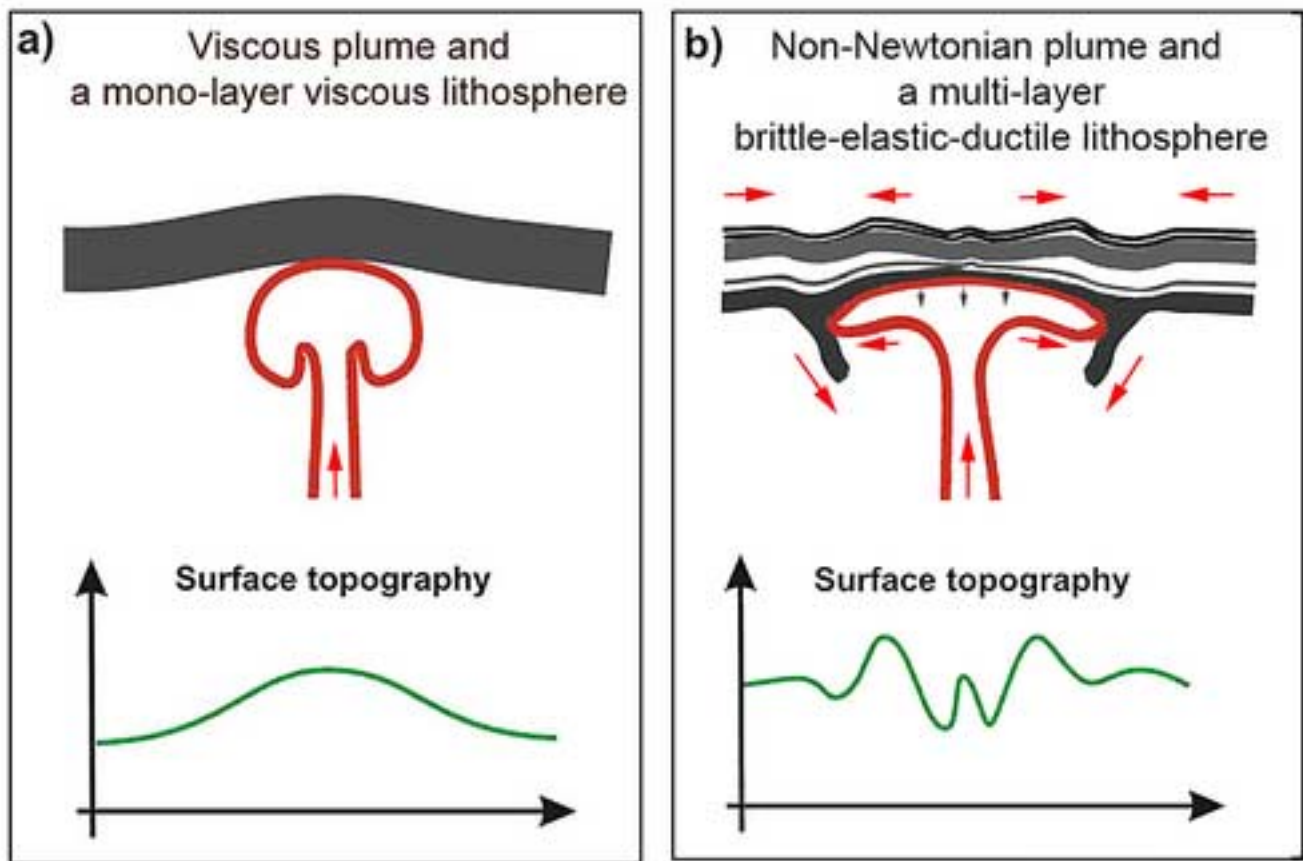 a)
Viscous plume and
a mono-layer viscous lithosphere
Surface topography
b)
Non-Newtonian plume and
a multi-layer
brittle-elastic-ductile lithosphere
Surface topography